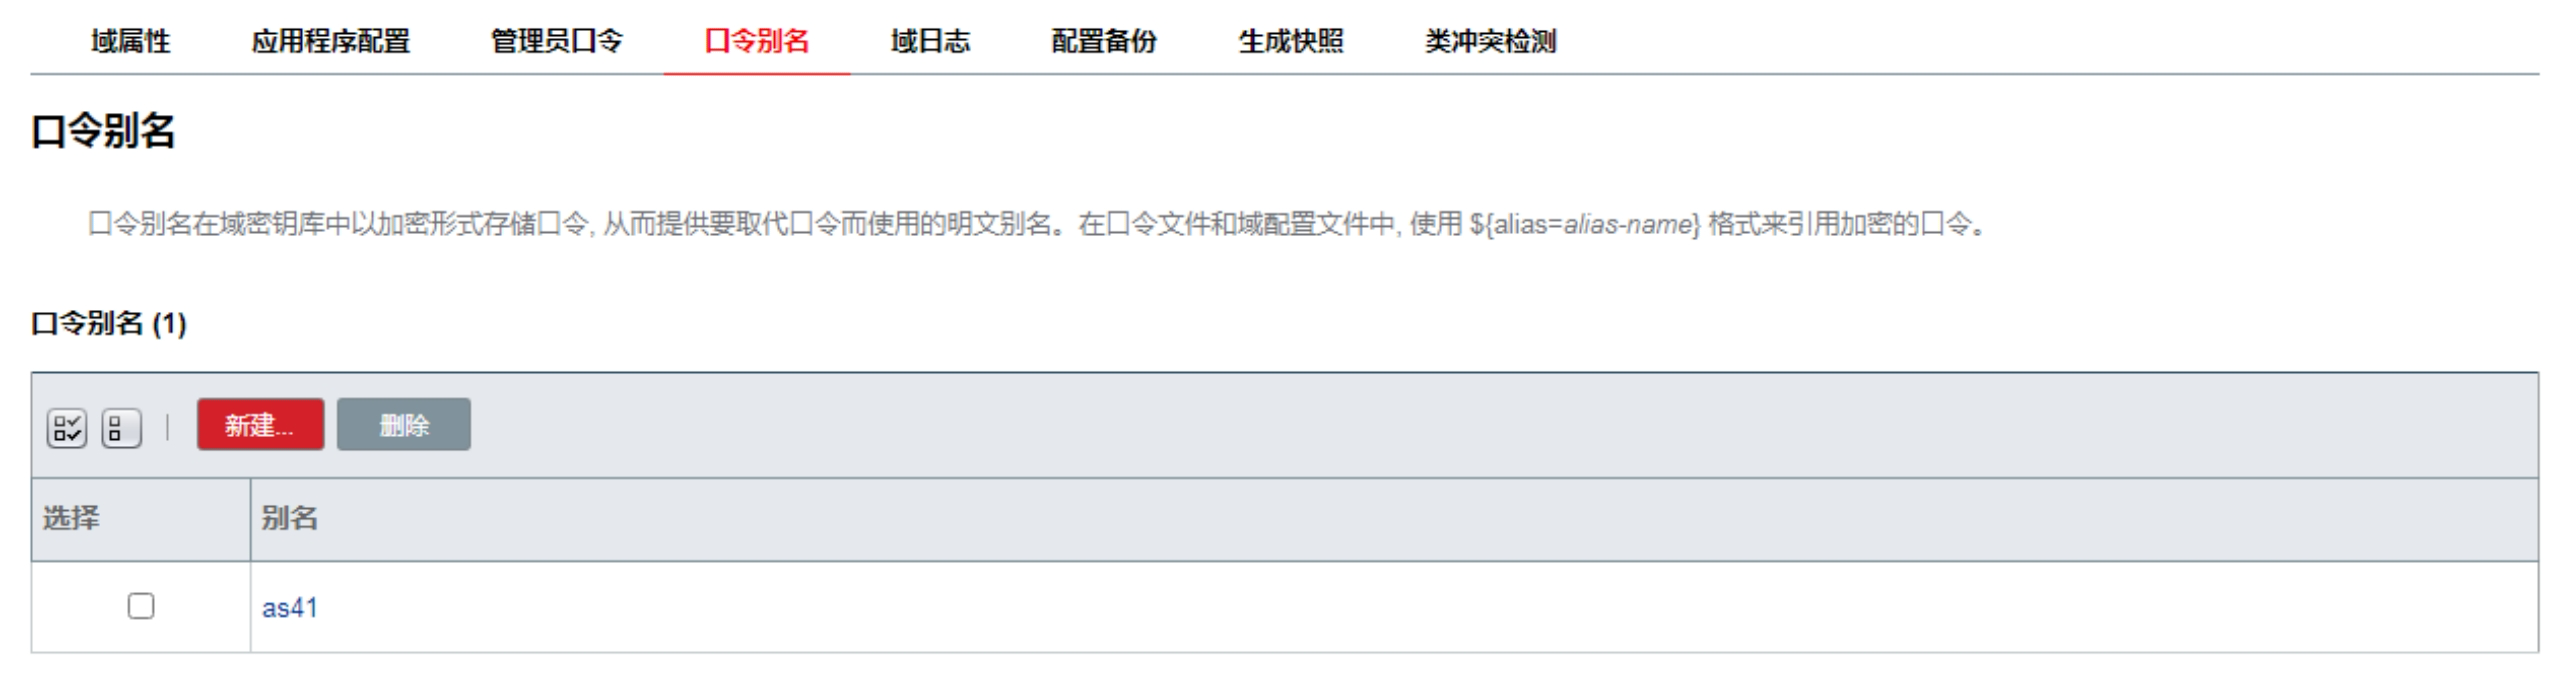 域属性 应用程序配置 管理员口令 口令别名 域日志 配置备份 生成快照 类冲突检测
口令别名
口令别名在域密钥库中以加密形式存储口令, 从而提供要取代口令而使用的明文别名。在口令文件和域配置文件中, 使用 ${alias=alias-name} 格式来引用加密的口令。
口令别名 (1)
新建... 删除
选择 别名
as41